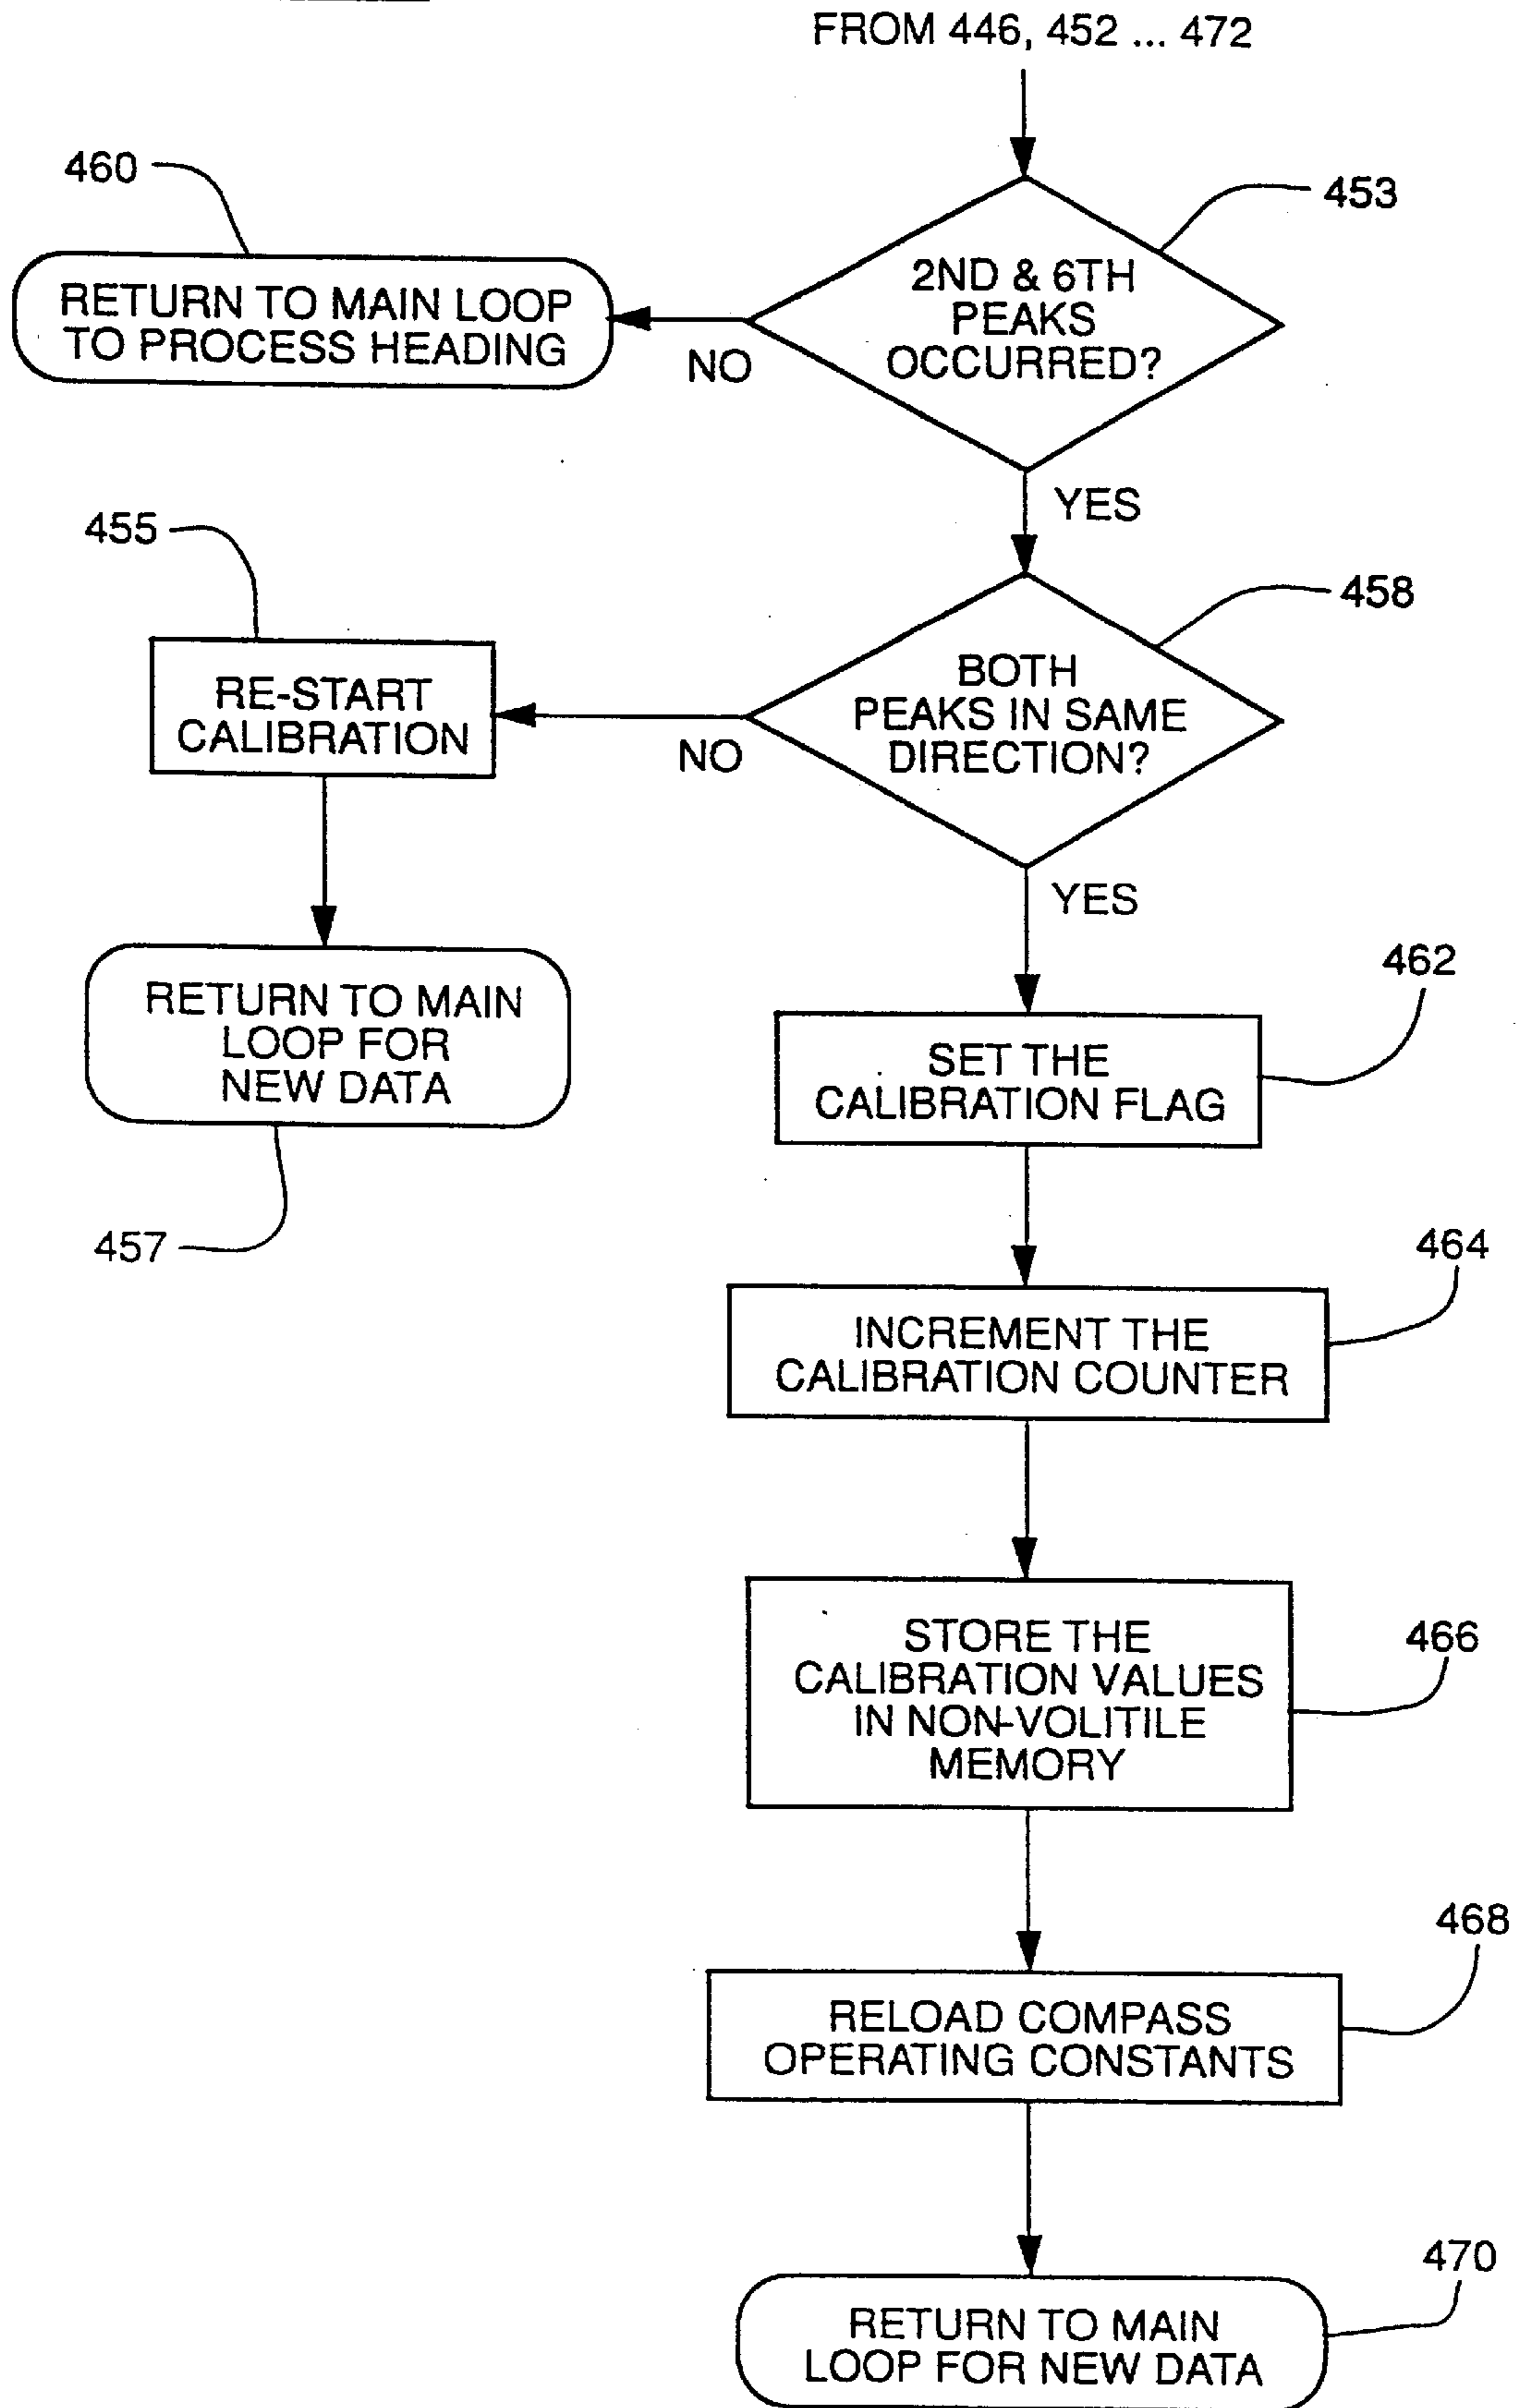 FROM 446, 452 ... 472
460
453
2ND & 6TH
PEAKS
OCCURRED?
RETURN TO MAIN LOOP
TO PROCESS HEADING
NO
YES
455
458
BOTH
PEAKS IN SAME
DIRECTION?
RE-START
CALIBRATION
NO
YES
462
RETURN TO MAIN
LOOP FOR
NEW DATA
SET THE
CALIBRATION FLAG
457
464
INCREMENT THE
CALIBRATION COUNTER
STORE THE
CALIBRATION VALUES
IN NON-VOLITILE
MEMORY
466
468
RELOAD COMPASS
OPERATING CONSTANTS
470
RETURN TO MAIN
LOOP FOR NEW DATA